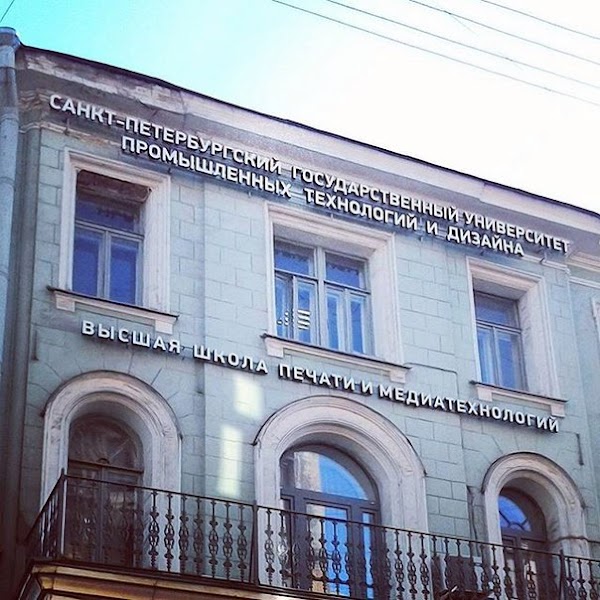 САНКТ-ПЕТЕРБУРГСКИЙ ГОСУДАРСТВЕННЫЙ УНИВЕРСИТЕТ
ПРОМЫШЛЕННЫХ ТЕХНОЛОГИЙ И ДИЗАЙНА
ВЫСШАЯ ШКОЛА ПЕЧАТИ И МЕДИАТЕХНОЛОГИЙ